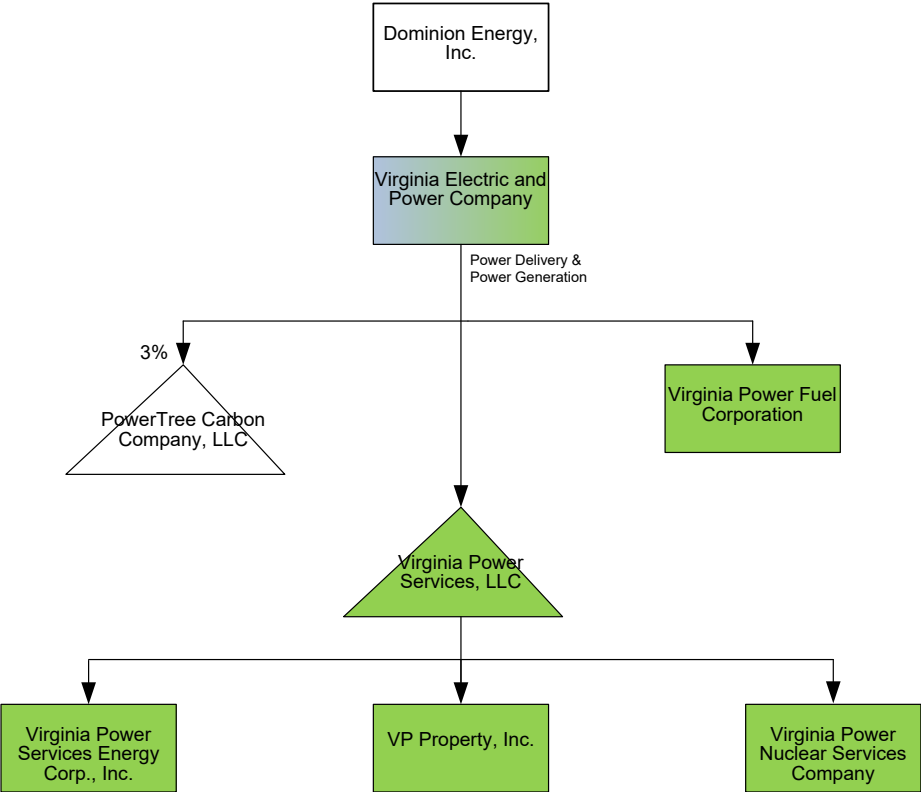 Dominion Energy,
Inc.
Virginia Electric and
Power Company
Power Delivery &
Power Generation
3%
PowerTree Carbon
Company, LLC
Virginia Power Fuel
Corporation
Virginia Power
Services, LLC
Virginia Power
Services Energy
Corp., Inc.
VP Property, Inc.
Virginia Power
Nuclear Services
Company